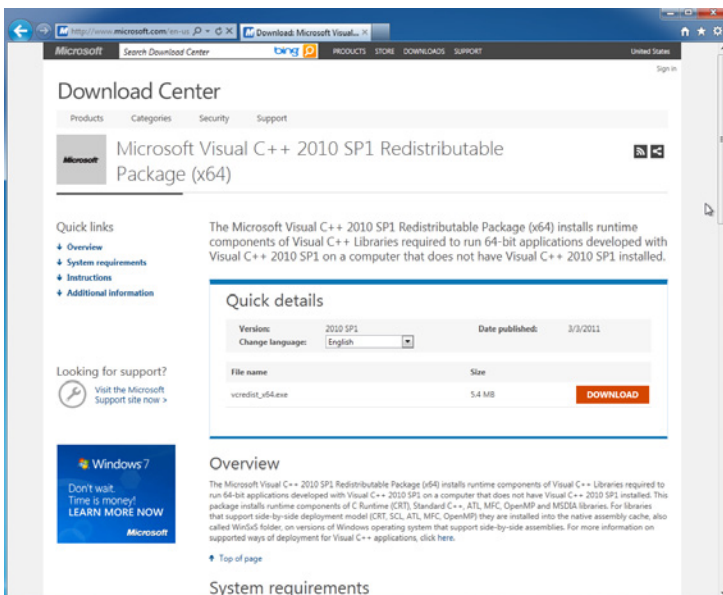 http://www.microsoft.com/en-us
Download: Microsoft Visual...
Microsoft
Search Download Center
bing
PRODUCTS STORE DOWNLOADS SUPPORT
United States
Sign in
Download Center
Products Categories Security Support
Microsoft
Microsoft Visual C++ 2010 SP1 Redistributable
Package (x64)
Quick links
Overview
System requirements
Instructions
Additional information
The Microsoft Visual C++ 2010 SP1 Redistributable Package (x64) installs runtime
components of Visual C++ Libraries required to run 64-bit applications developed with
Visual C++ 2010 SP1 on a computer that does not have Visual C++ 2010 SP1 installed.
Quick details
Version: 2010 SP1 Date published: 3/3/2011
Change language: English
File name Size
vcredist_x64.exe 5.4 MB DOWNLOAD
Looking for support?
Visit the Microsoft
Support site now >
Windows 7
Don't wait.
Time is money!
LEARN MORE NOW
Microsoft
Overview
The Microsoft Visual C++ 2010 SP1 Redistributable Package (x64) installs runtime components of Visual C++ Libraries required to
run 64-bit applications developed with Visual C++ 2010 SP1 on a computer that does not have Visual C++ 2010 SP1 installed. This
package installs runtime components of C Runtime (CRT), Standard C++, ATL, MFC, OpenMP and MSDIA libraries. For libraries
that support side-by-side deployment model (CRT, SCL, ATL, MFC, OpenMP) they are installed into the native assembly cache, also
called WinSxS folder, on versions of Windows operating system that support side-by-side assemblies. For more information on
supported ways of deployment for Visual C++ applications, click here.
Top of page
System requirements